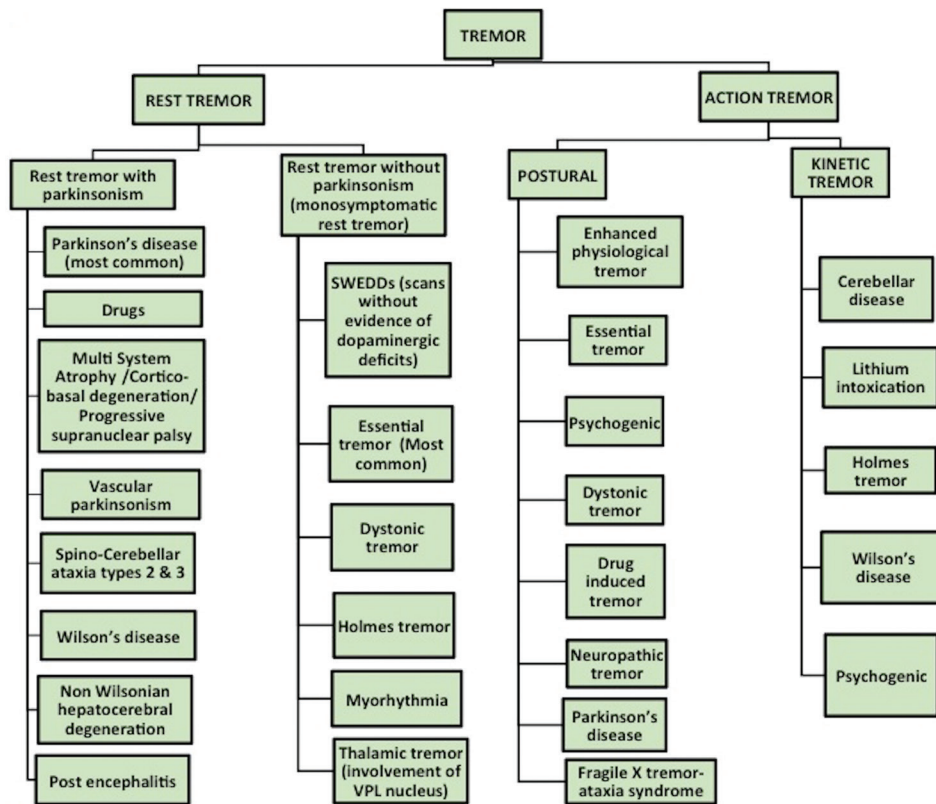 TREMOR
REST TREMOR
ACTION TREMOR
Rest tremor with
parkinsonism
Rest tremor without
parkinsonism
(monosymptomatic
rest tremor)
POSTURAL
KINETIC
TREMOR
Parkinson's disease
(most common)
Drugs
Multi System
Atrophy /Cortico-
basal degeneration/
Progressive
supranuclear palsy
Vascular
parkinsonism
Spino-Cerebellar
ataxia types 2 & 3
Wilson's disease
Non Wilsonian
hepatocerebral
degeneration
Post encephalitis
SWEDDs (scans
without
evidence of
dopaminergic
deficits)
Essential
tremor (Most
common)
Dystonic
tremor
Holmes tremor
Myorhythmia
Thalamic tremor
(involvement of
VPL nucleus)
Enhanced
physiological
tremor
Essential
tremor
Psychogenic
Dystonic
tremor
Drug
induced
tremor
Neuropathic
tremor
Parkinson's
disease
Fragile X tremor-
ataxia syndrome
Cerebellar
disease
Lithium
intoxication
Holmes
tremor
Wilson's
disease
Psychogenic